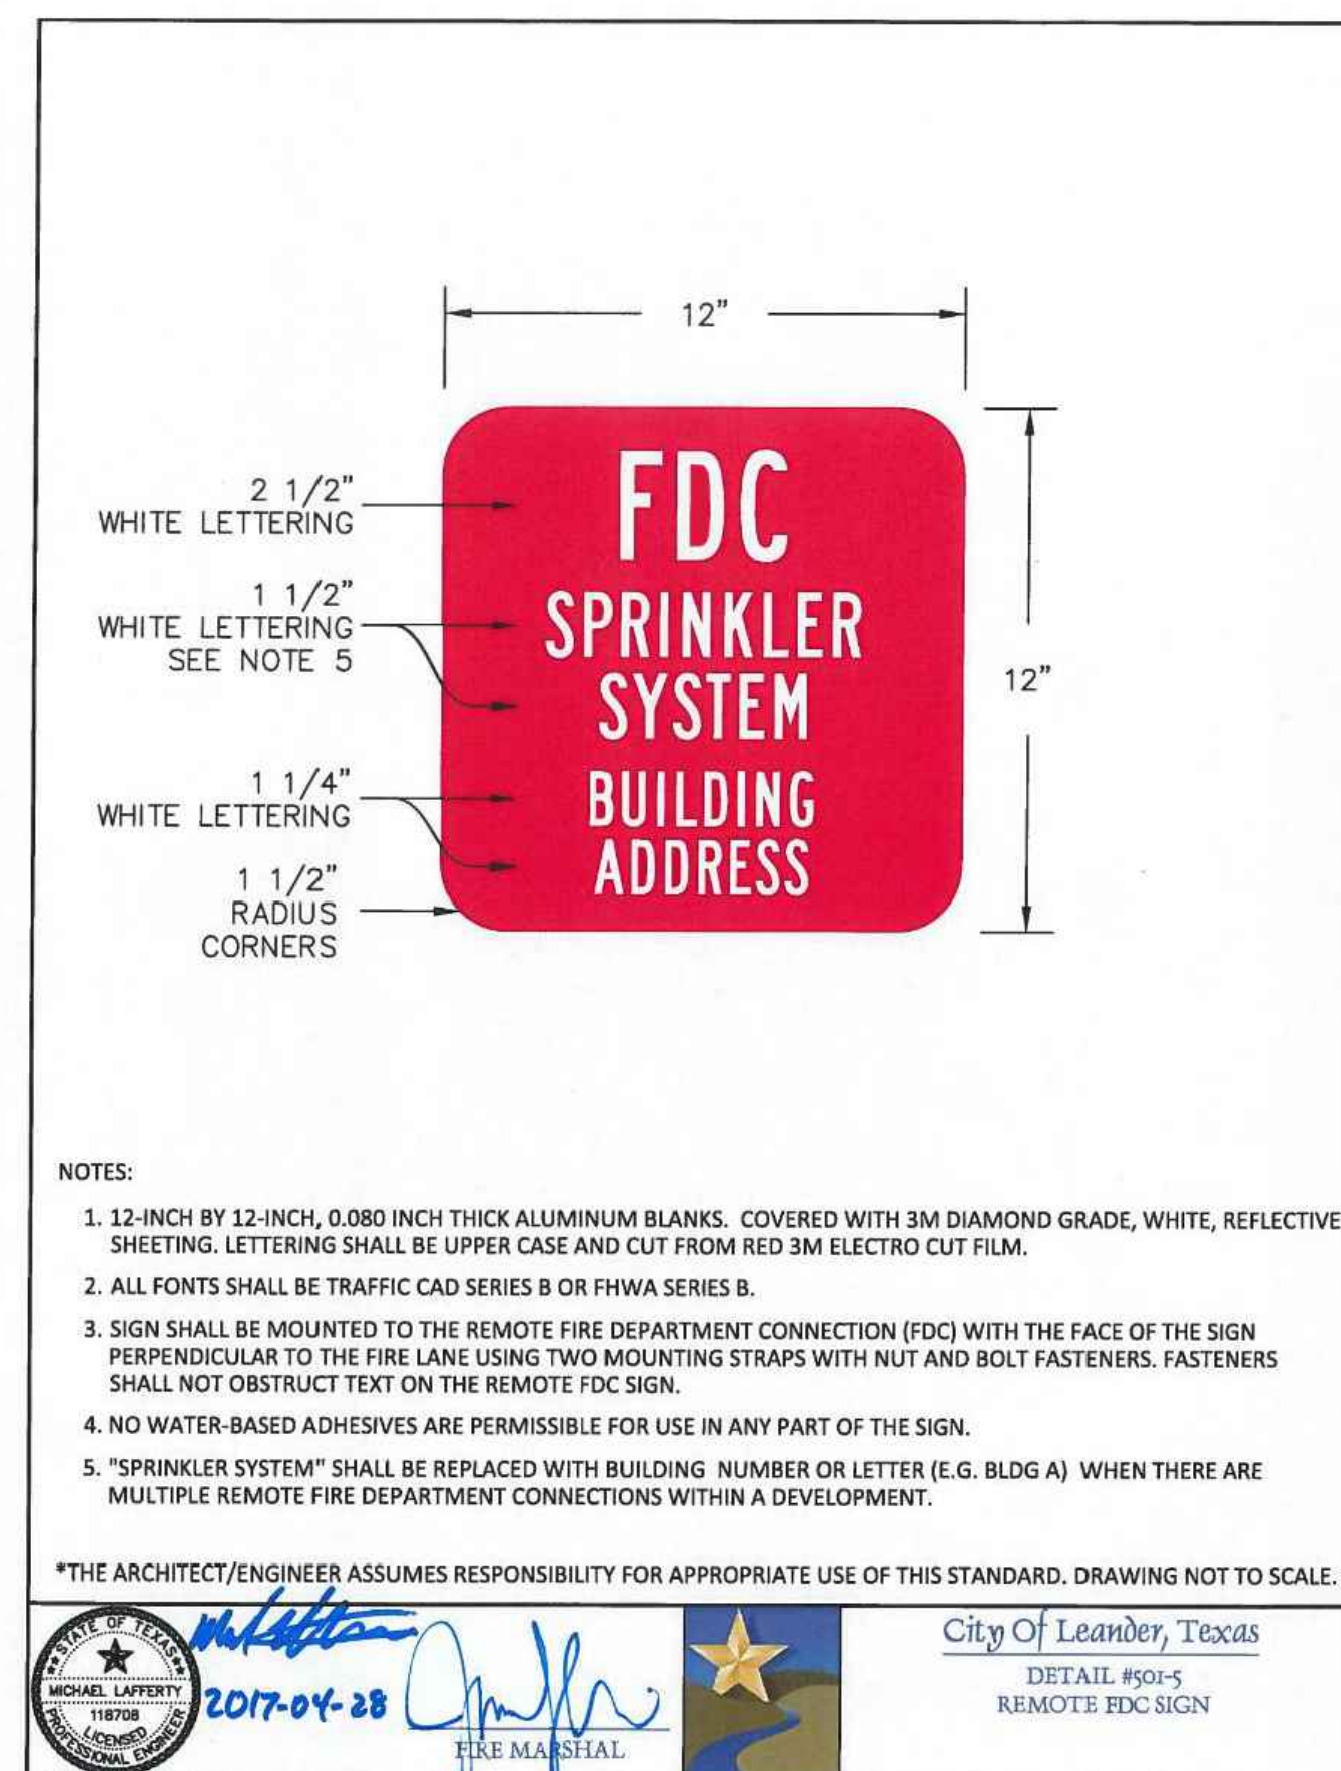 12"
FDC
SPRINKLER
SYSTEM
BUILDING
ADDRESS
2 1/2"
WHITE LETTERING
1 1/2"
WHITE LETTERING
SEE NOTE 5
1 1/4"
WHITE LETTERING
1 1/2"
RADIUS
CORNERS
12"
NOTES:
1. 12-INCH BY 12-INCH, 0.080 INCH THICK ALUMINUM BLANKS. COVERED WITH 3M DIAMOND GRADE, WHITE, REFLECTIVE
SHEETING. LETTERING SHALL BE UPPER CASE AND CUT FROM RED 3M ELECTRO CUT FILM.
2. ALL FONTS SHALL BE TRAFFIC CAD SERIES B OR FHWA SERIES B.
3. SIGN SHALL BE MOUNTED TO THE REMOTE FIRE DEPARTMENT CONNECTION (FDC) WITH THE FACE OF THE SIGN
PERPENDICULAR TO THE FIRE LANE USING TWO MOUNTING STRAPS WITH NUT AND BOLT FASTENERS. FASTENERS
SHALL NOT OBSTRUCT TEXT ON THE REMOTE FDC SIGN.
4. NO WATER-BASED ADHESIVES ARE PERMISSIBLE FOR USE IN ANY PART OF THE SIGN.
5. "SPRINKLER SYSTEM" SHALL BE REPLACED WITH BUILDING NUMBER OR LETTER (E.G. BLDG A) WHEN THERE ARE
MULTIPLE REMOTE FIRE DEPARTMENT CONNECTIONS WITHIN A DEVELOPMENT.
*THE ARCHITECT/ENGINEER ASSUMES RESPONSIBILITY FOR APPROPRIATE USE OF THIS STANDARD. DRAWING NOT TO SCALE.
STATE OF TEXAS
MICHAEL LAFFERTY
118708
LICENSED
PROFESSIONAL ENGINEER
2017-04-28
FIRE MARSHAL
City Of Leander, Texas
DETAIL #501-5
REMOTE FDC SIGN